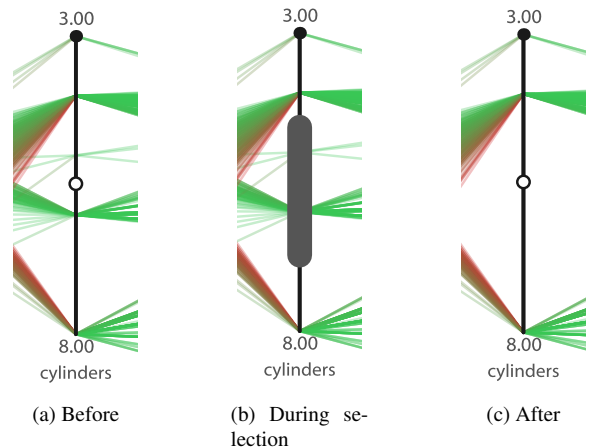 3.00
3.00
3.00
8.00
8.00
8.00
cylinders
cylinders
cylinders
(a) Before
(b) During se-
lection
(c) After